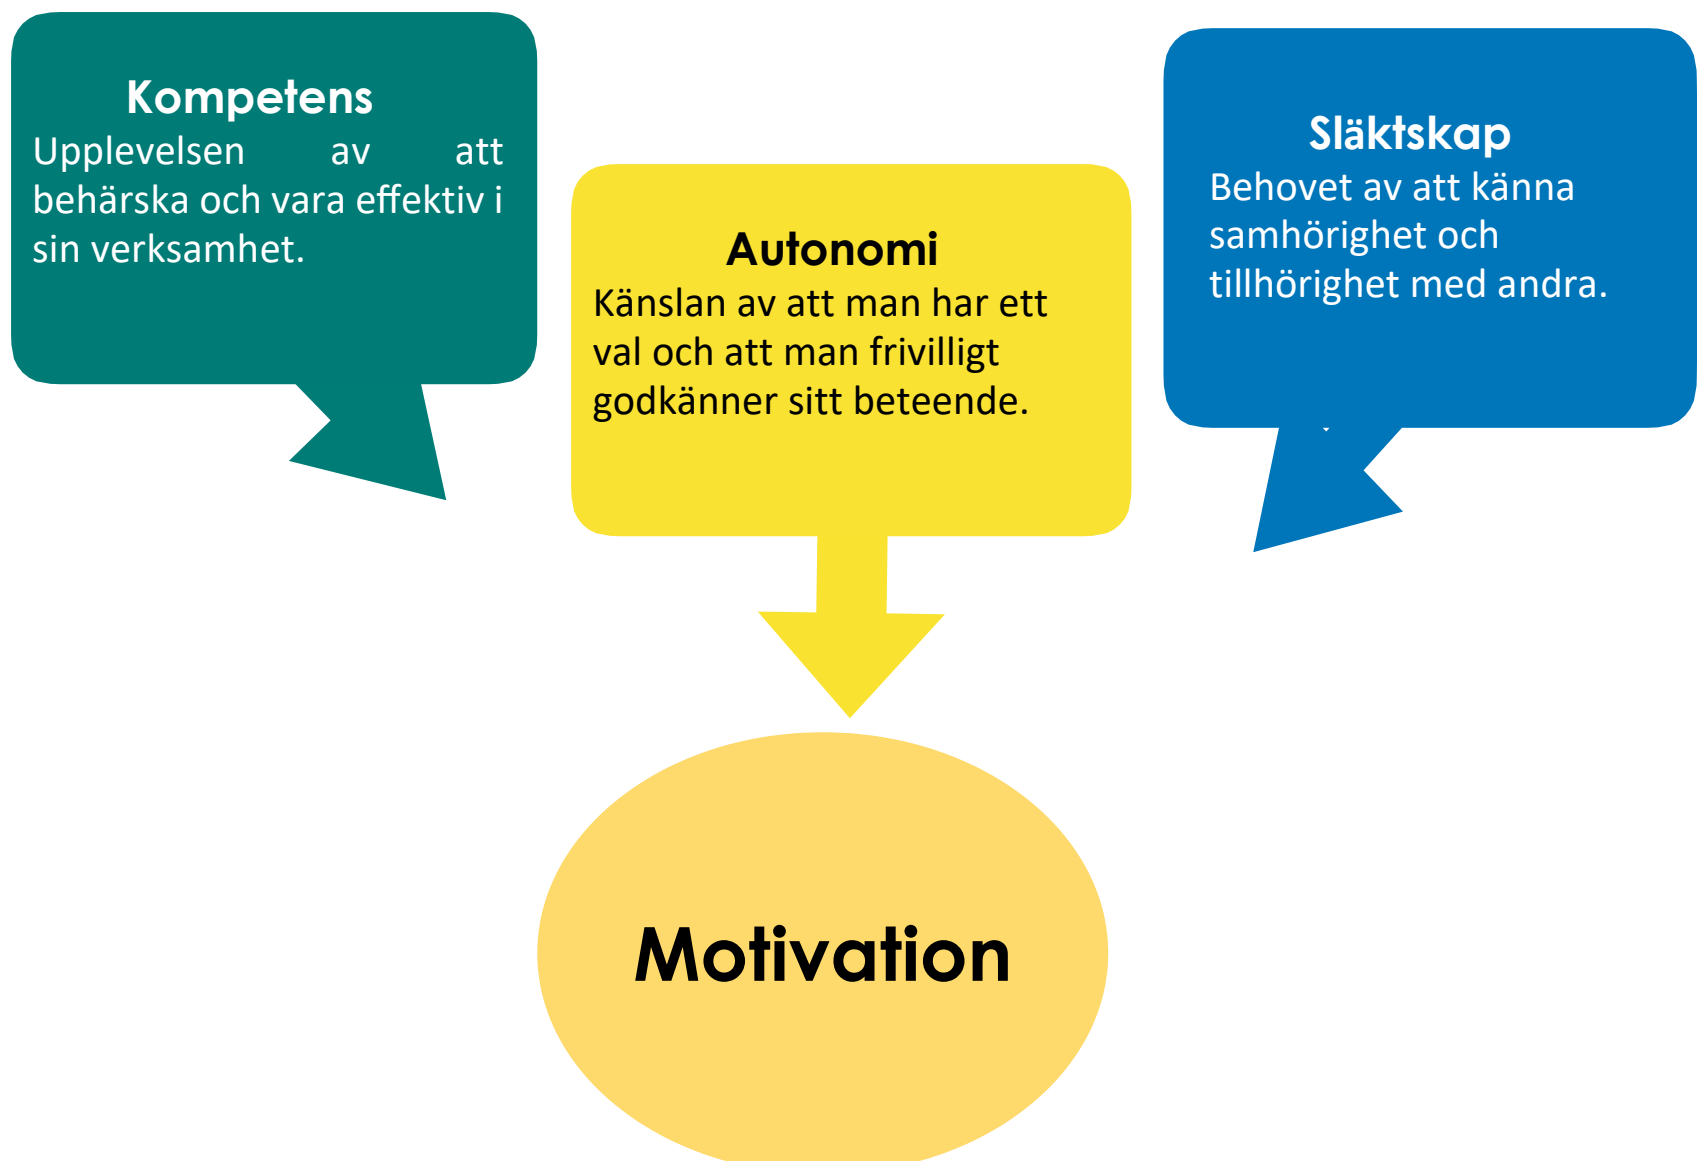 Kompetens
Upplevelsen av att
behärska och vara effektiv i
sin verksamhet.
Autonomi
Känslan av att man har ett
val och att man frivilligt
godkänner sitt beteende.
Släktskap
Behovet av att känna
samhörighet och
tillhörighet med andra.
Motivation